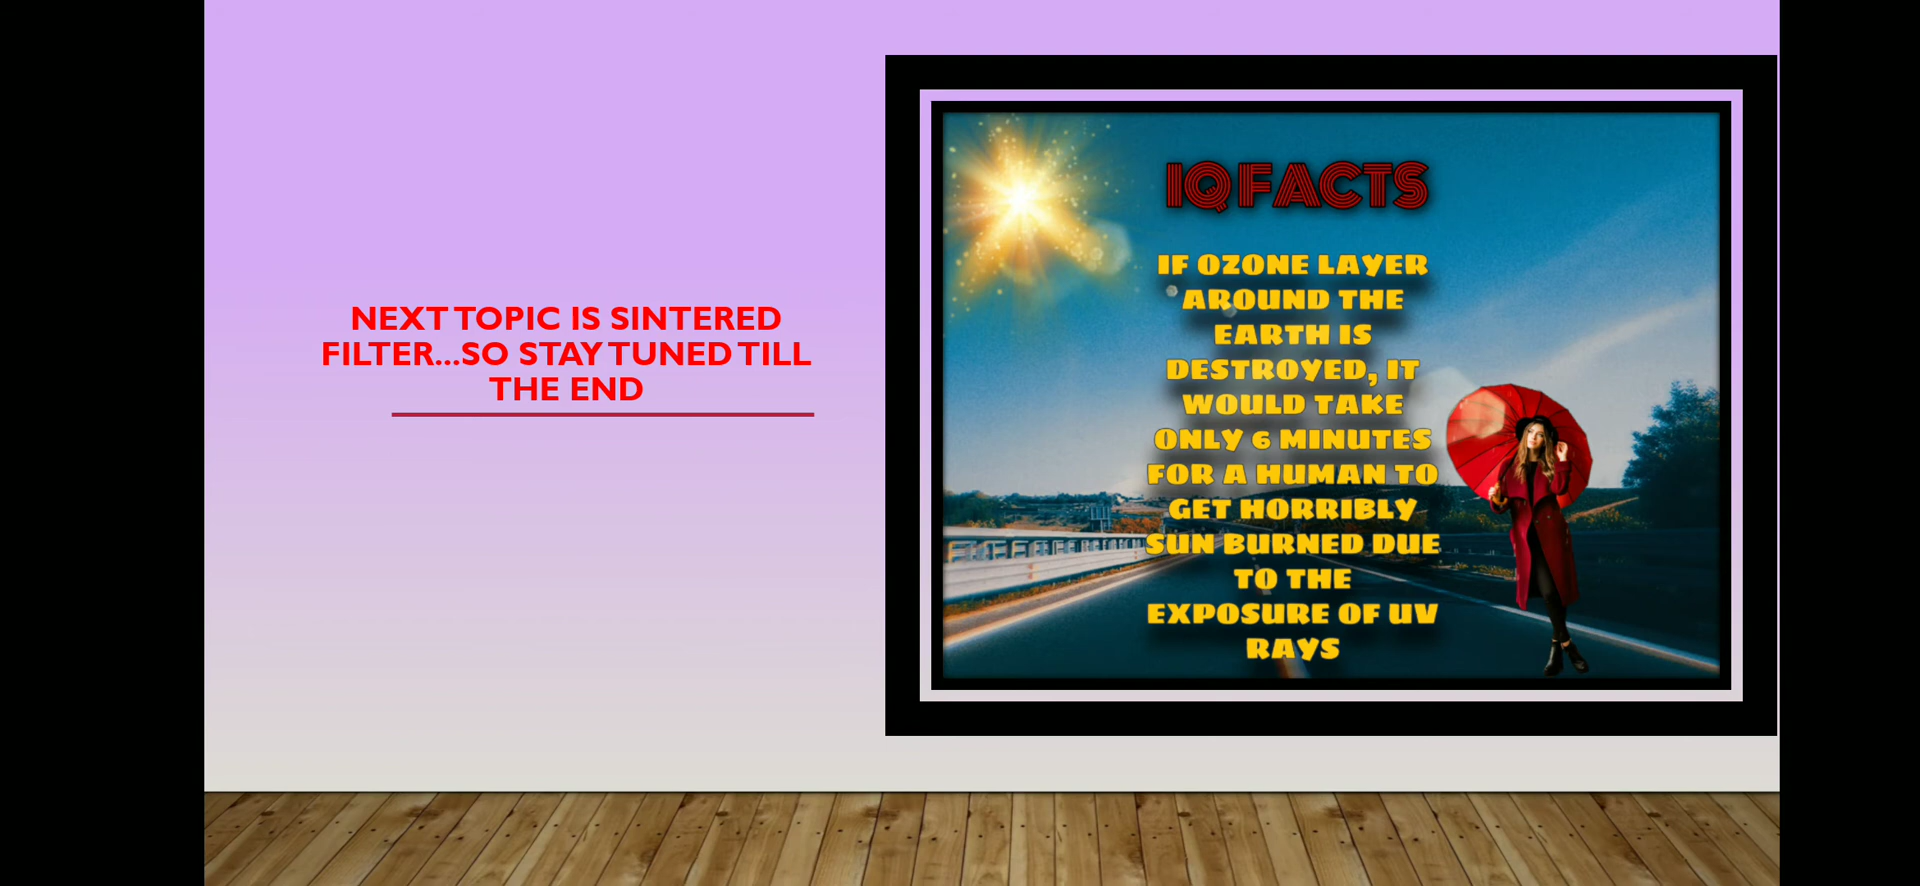 NEXT TOPIC IS SINTERED
FILTER...SO STAY TUNED TILL
THE END
IQ FACTS
IF OZONE LAYER
AROUND THE
EARTH IS
DESTROYED, IT
WOULD TAKE
ONLY 6 MINUTES
FOR A HUMAN TO
GET HORRIBLY
SUN BURNED DUE
TO THE
EXPOSURE OF UV
RAYS